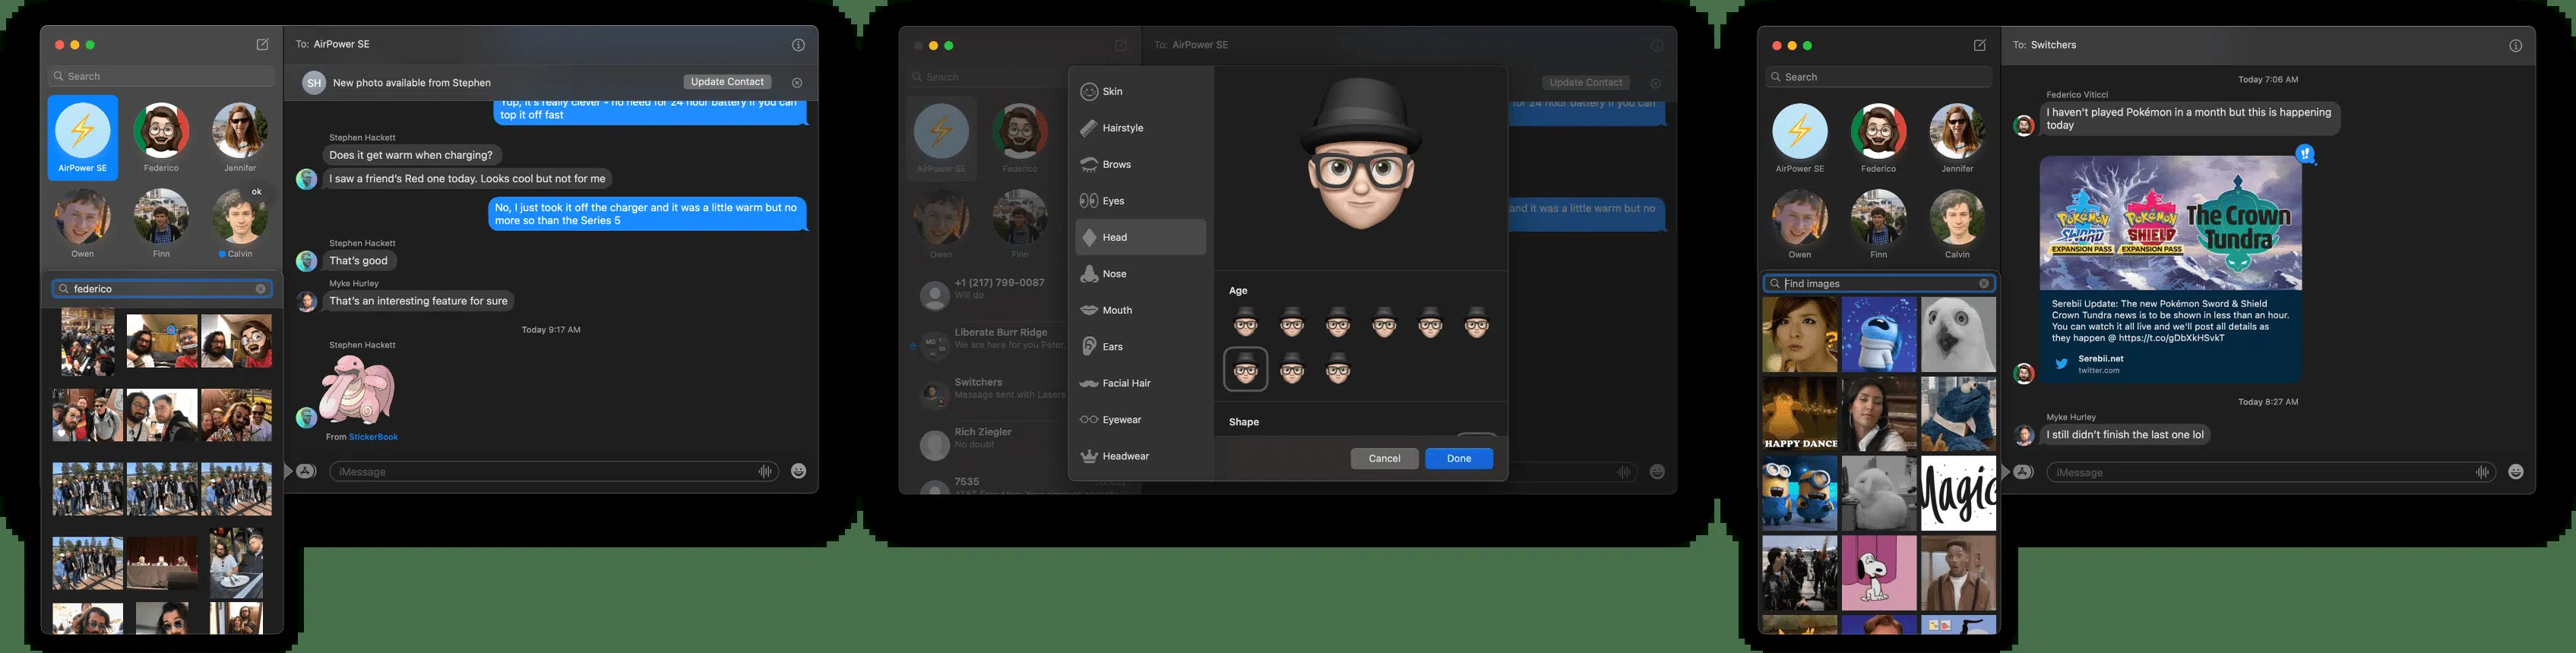 To: AirPower SE
Search
SH
New photo available from Stephen
Update Contact
Yup, it's really clever - no need for 24 hour battery if you can
top it off fast
AirPower SE
Federico
Jennifer
ok
Owen
Finn
Calvin
Stephen Hackett
Does it get warm when charging?
I saw a friend's Red one today. Looks cool but not for me
No, I just took it off the charger and it was a little warm but no
more so than the Series 5
Stephen Hackett
That's good
Myke Hurley
That's an interesting feature for sure
Today 9:17 AM
Stephen Hackett
From StickerBook
federico
iMessage
To: AirPower SE
Search
Update Contact
for 24 hour battery if you can
AirPower SE
Federico
Owen
Finn
and it was a little warm but no
+1 (217) 799-0087
Will do
MD
Liberate Burr Ridge
We are here for you Peter.
Switchers
Message sent with Lasers
Rich Ziegler
No doubt
7535
Sunday
Skin
Hairstyle
Brows
Eyes
Head
Nose
Mouth
Ears
Facial Hair
Eyewear
Headwear
Age
Shape
Cancel
Done
To: Switchers
Search
AirPower SE
Federico
Jennifer
Owen
Finn
Calvin
Find images
HAPPY DANCE
Magic
Today 7:06 AM
Federico Viticci
I haven't played Pokémon in a month but this is happening
today
POKéMON
SWORD
EXPANSION PASS
POKéMON
SHIELD
EXPANSION PASS
The Crown
Tundra
Serebii Update: The new Pokémon Sword & Shield
Crown Tundra news is to be shown in less than an hour.
You can watch it all live and we'll post all details as
they happen @ https://t.co/gDbXkHSvkT
Serebii.net
twitter.com
Today 8:27 AM
Myke Hurley
I still didn't finish the last one lol
iMessage